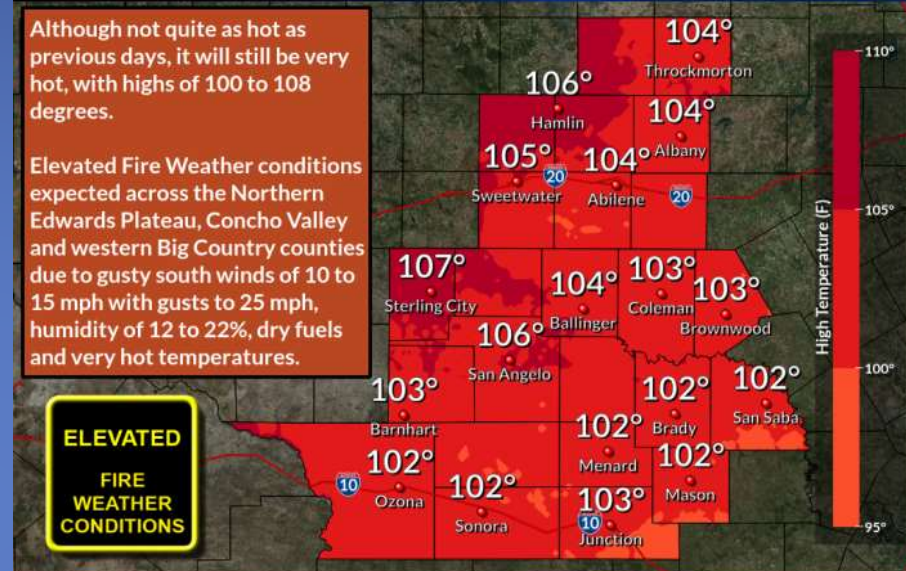 Although not quite as hot as
previous days, it will still be very
hot, with highs of 100 to 108
degrees.
Elevated Fire Weather conditions
expected across the Northern
Edwards Plateau, Concho Valley
and western Big Country counties
due to gusty south winds of 10 to
15 mph with gusts to 25 mph,
humidity of 12 to 22%, dry fuels
and very hot temperatures.
ELEVATED
FIRE
WEATHER
CONDITIONS
104°
Throckmorton
106°
Hamlin
104°
Albany
105°
Sweetwater
20
104°
Abilene
20
107°
Sterling City
104°
Ballinger
103°
Coleman
103°
Brownwood
106°
San Angelo
103°
Barnhart
102°
Brady
102°
San Saba
102°
Menard
102°
Mason
102°
Ozona
10
102°
Sonora
103°
Junction
10
High Temperature (F)
110°
105°
100°
95°